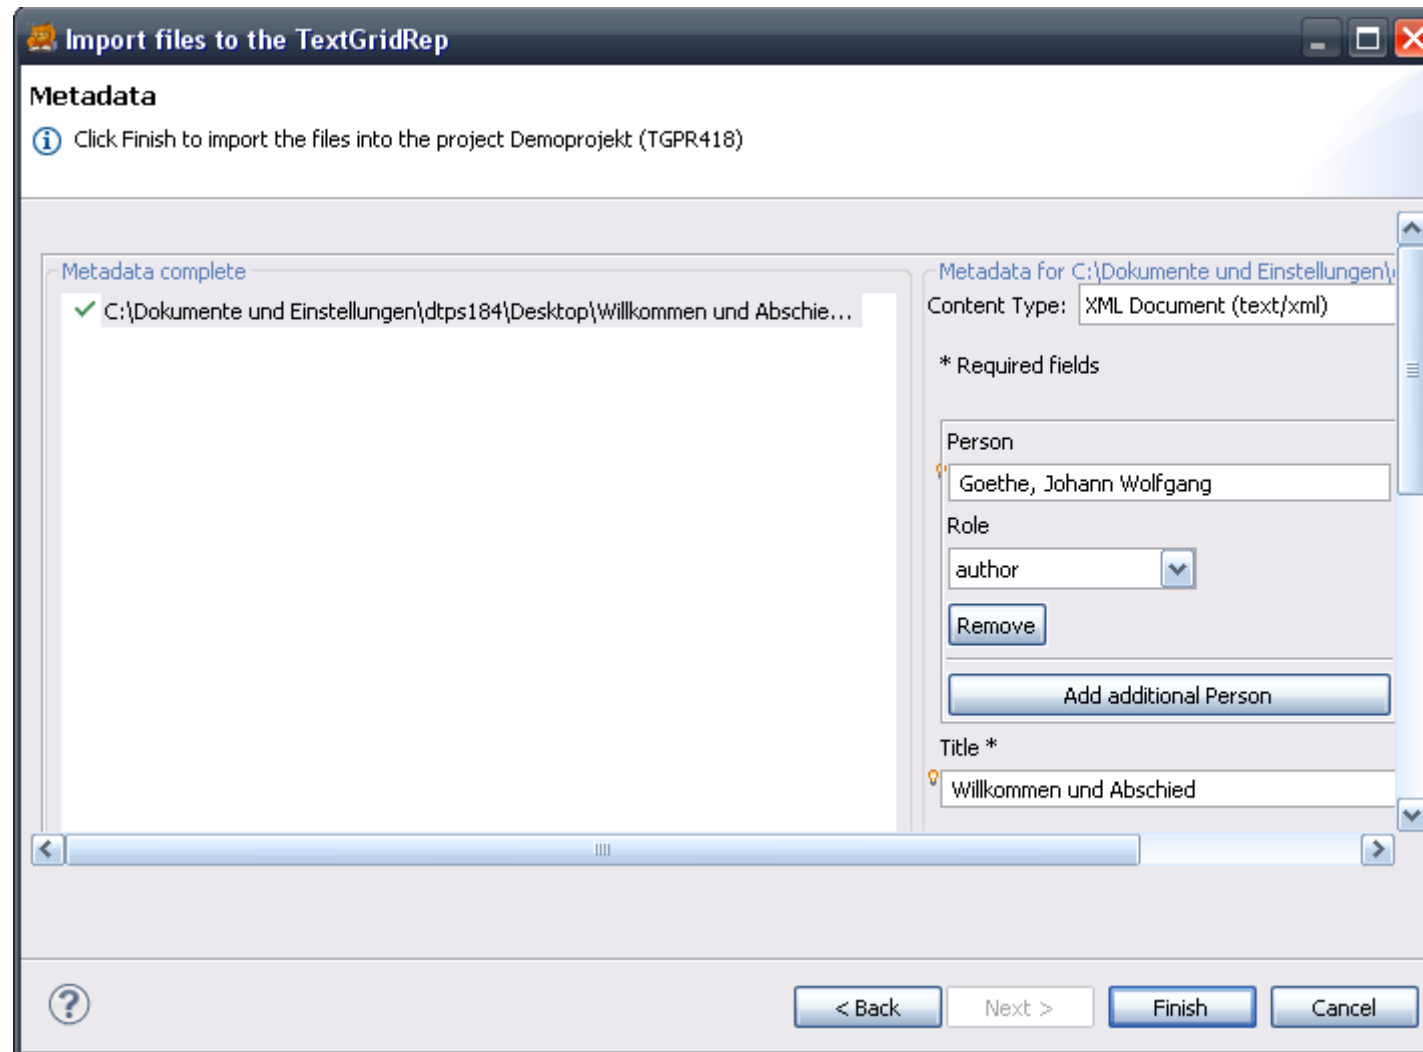 Import files to the TextGridRep
Metadata
Click Finish to import the files into the project Demoprojekt (TGPR418)
Metadata complete
C:\Dokumente und Einstellungen\dtps184\Desktop\Willkommen und Abschie...
Metadata for C:\Dokumente und Einstellungen\
Content Type: XML Document (text/xml)
* Required fields
Person
Goethe, Johann Wolfgang
Role
author
Remove
Add additional Person
Title *
Willkommen und Abschied
< Back Next > Finish Cancel